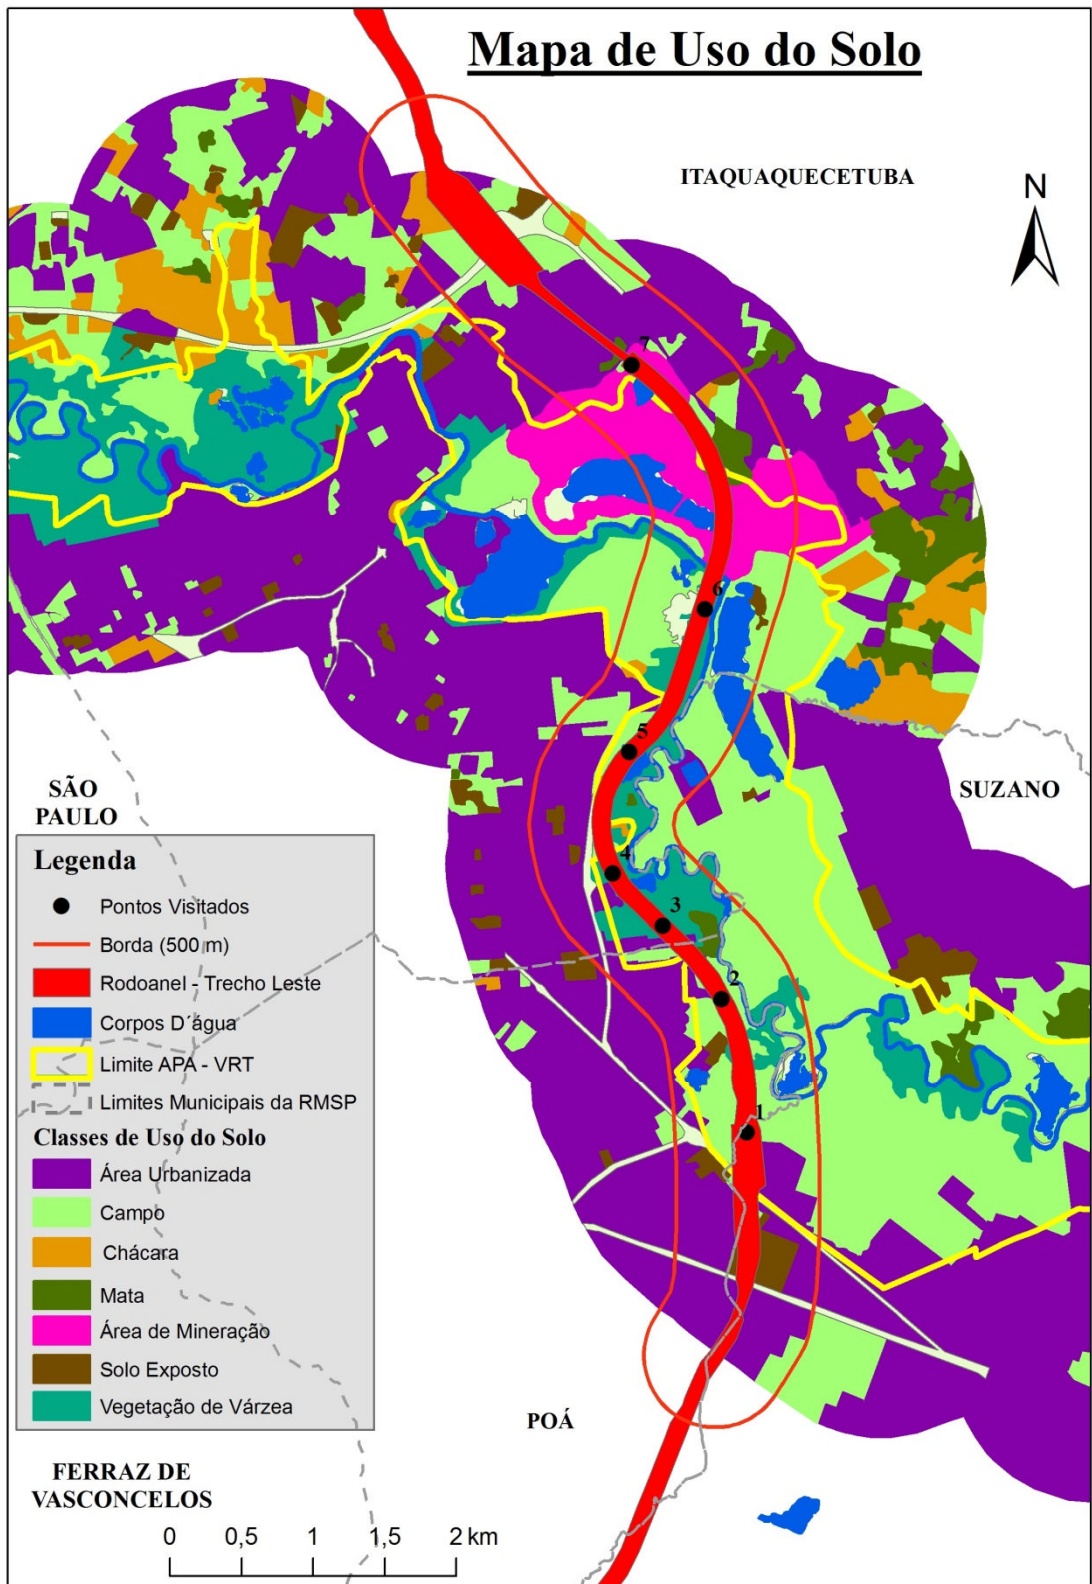 Mapa de Uso do Solo
ITAQUAQUECETUBA
N
7
6
5
SÃO
PAULO
SUZANO
4
3
2
1
Legenda
Pontos Visitados
Borda (500 m)
Rodoanel - Trecho Leste
Corpos D´água
Limite APA - VRT
Limites Municipais da RMSP
Classes de Uso do Solo
Área Urbanizada
Campo
Chácara
Mata
Área de Mineração
Solo Exposto
Vegetação de Várzea
POÁ
FERRAZ DE
VASCONCELOS
0 0,5 1 1,5 2 km